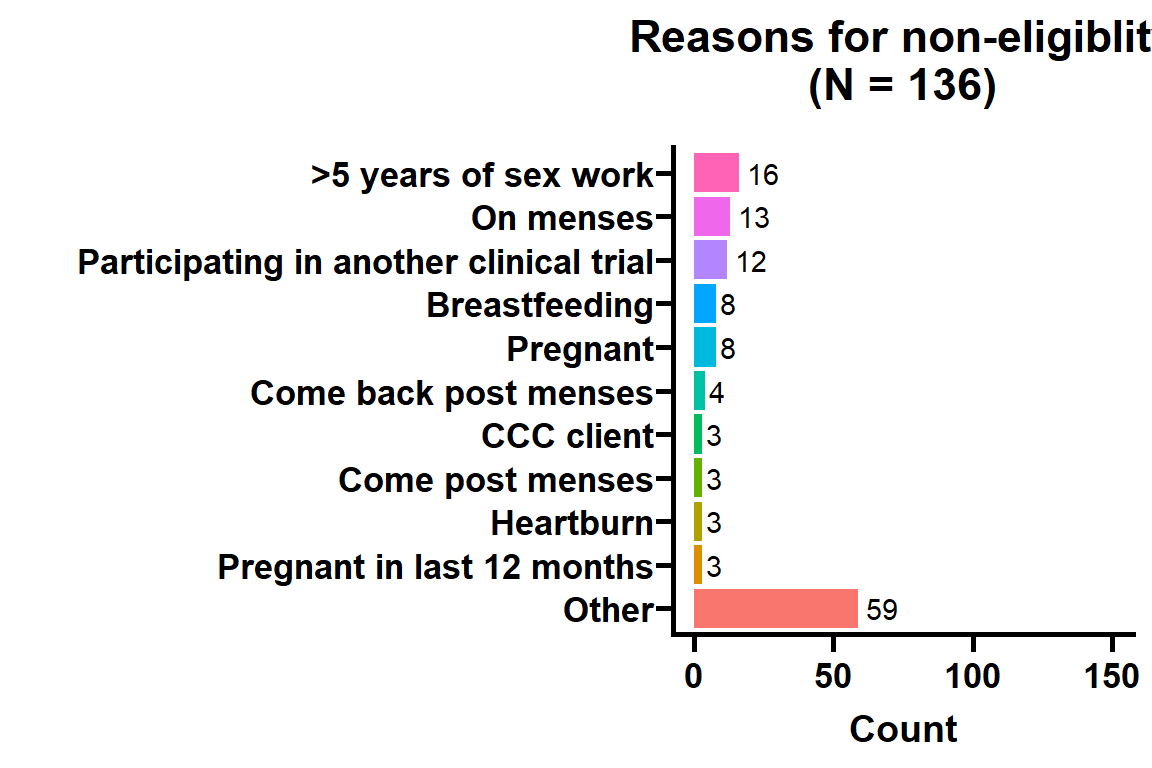 Reasons for non-eligiblit
(N = 136)
>5 years of sex work 16
On menses 13
Participating in another clinical trial 12
Breastfeeding 8
Pregnant 8
Come back post menses 4
CCC client 3
Come post menses 3
Heartburn 3
Pregnant in last 12 months 3
Other 59
0 50 100 150
Count